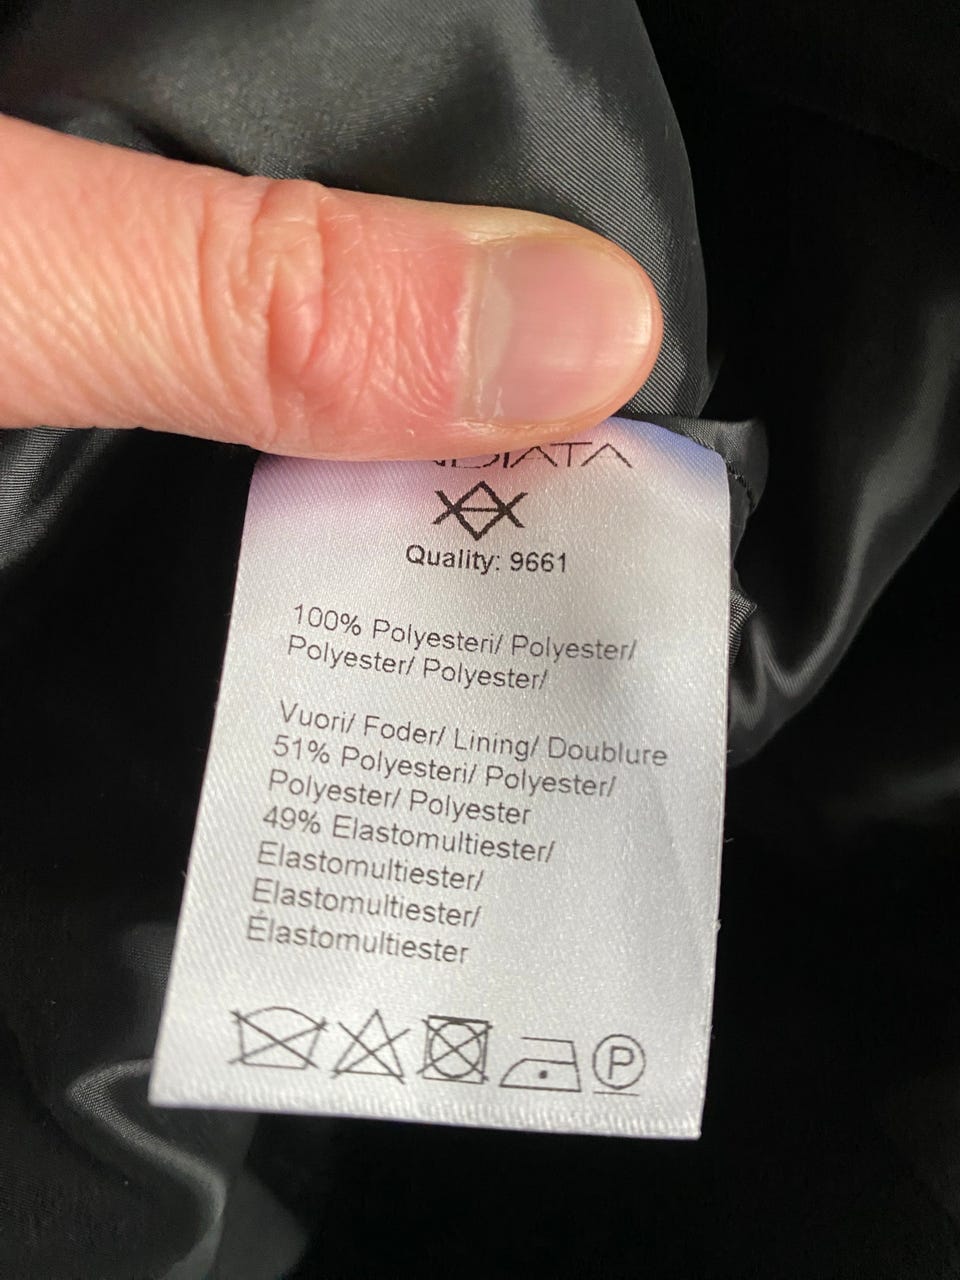 Quality: 9661
100% Polyesteri/ Polyester/
Polyester/ Polyester/
Vuori/ Foder/ Lining/ Doublure
51% Polyesteri/ Polyester/
Polyester/ Polyester
49% Elastomultiester/
Elastomultiester/
Elastomultiester/
Élastomultiester
P